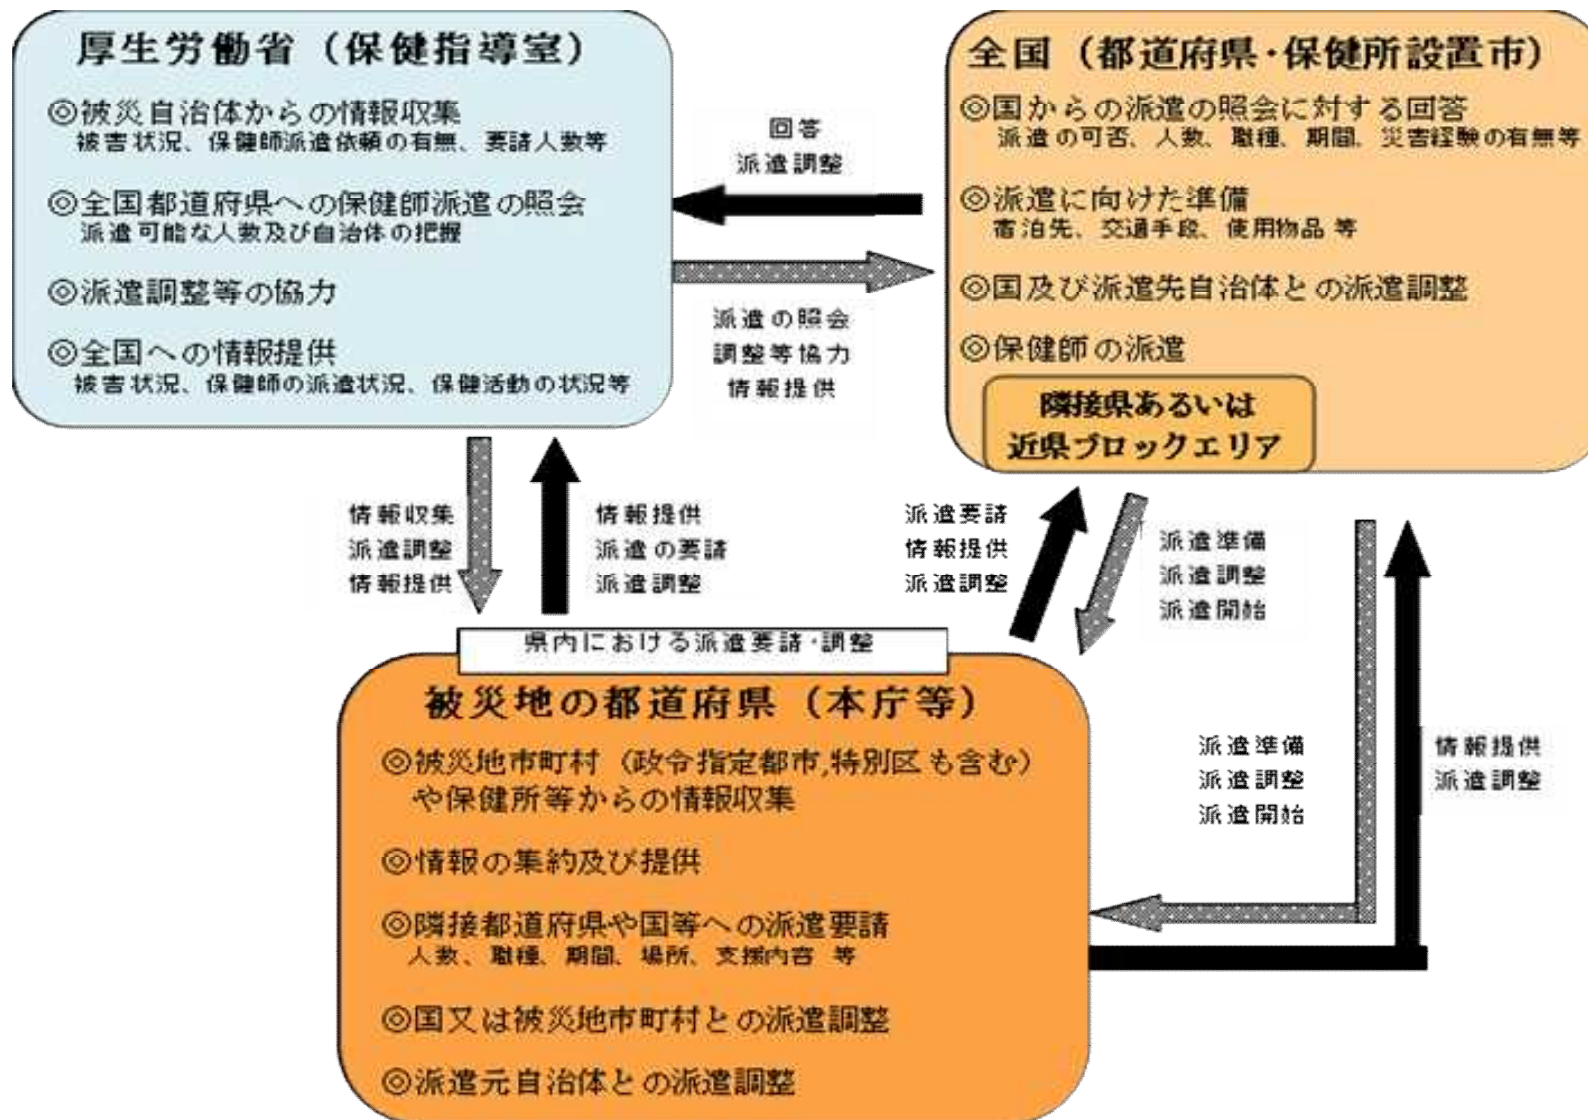 厚生労働省（保健指導室）
◎被災自治体からの情報収集
被害状況、保健師派遣依頼の有無、要請人数等
◎全国都道府県への保健師派遣の照会
派遣可能な人数及び自治体の把握
◎派遣調整等の協力
◎全国への情報提供
被害状況、保健師の派遣状況、保健活動の状況等
回答
派遣調整
派遣の照会
調整等協力
情報提供
全国（都道府県・保健所設置市）
◎国からの派遣の照会に対する回答
派遣の可否、人数、職種、期間、災害経験の有無等
◎派遣に向けた準備
宿泊先、交通手段、使用物品 等
◎国及び派遣先自治体との派遣調整
◎保健師の派遣
隣接県あるいは
近県ブロックエリア
情報収集
派遣調整
情報提供
情報提供
派遣の要請
派遣調整
派遣要請
情報提供
派遣調整
派遣準備
派遣調整
派遣開始
県内における派遣要請・調整
被災地の都道府県（本庁等）
◎被災地市町村（政令指定都市,特別区も含む）
や保健所等からの情報収集
◎情報の集約及び提供
◎隣接都道府県や国等への派遣要請
人数、職種、期間、場所、支援内容 等
◎国又は被災地市町村との派遣調整
◎派遣元自治体との派遣調整
派遣準備
派遣調整
派遣開始
情報提供
派遣調整